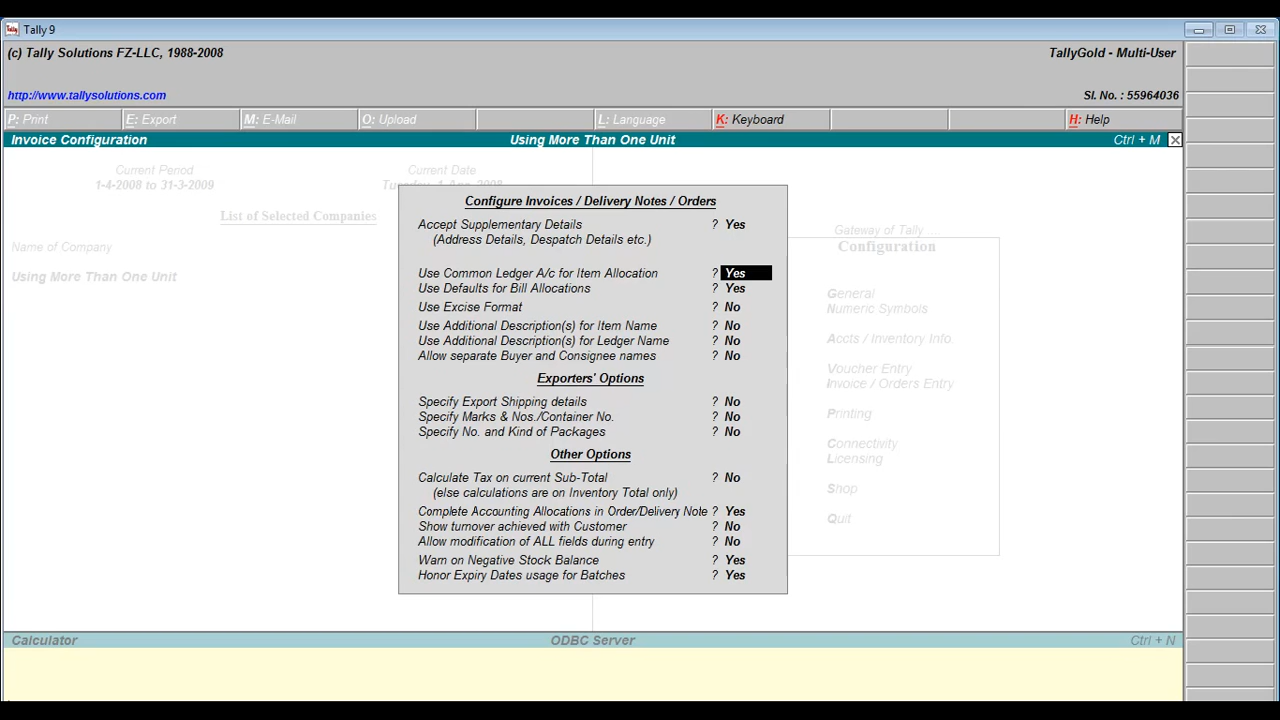 Tally 9
(c) Tally Solutions FZ-LLC, 1988-2008
TallyGold - Multi-User
http://www.tallysolutions.com
Sl. No. : 55964036
P: Print E: Export M: E-Mail O: Upload L: Language K: Keyboard H: Help
Invoice Configuration Using More Than One Unit Ctrl + M
Current Period Current Date
1-4-2008 to 31-3-2009 Tuesday, 1 Apr, 2008
List of Selected Companies
Name of Company
Using More Than One Unit
Configure Invoices / Delivery Notes / Orders
Accept Supplementary Details ? Yes
(Address Details, Despatch Details etc.)
Use Common Ledger A/c for Item Allocation ? Yes
Use Defaults for Bill Allocations ? Yes
Use Excise Format ? No
Use Additional Description(s) for Item Name ? No
Use Additional Description(s) for Ledger Name ? No
Allow separate Buyer and Consignee names ? No
Exporters' Options
Specify Export Shipping details ? No
Specify Marks & Nos./Container No. ? No
Specify No. and Kind of Packages ? No
Other Options
Calculate Tax on current Sub-Total ? No
(else calculations are on Inventory Total only)
Complete Accounting Allocations in Order/Delivery Note ? Yes
Show turnover achieved with Customer ? No
Allow modification of ALL fields during entry ? No
Warn on Negative Stock Balance ? Yes
Honor Expiry Dates usage for Batches ? Yes
Gateway of Tally ...
Configuration
General
Numeric Symbols
Accts / Inventory Info.
Voucher Entry
Invoice / Orders Entry
Printing
Connectivity
Licensing
Shop
Quit
Calculator ODBC Server Ctrl + N